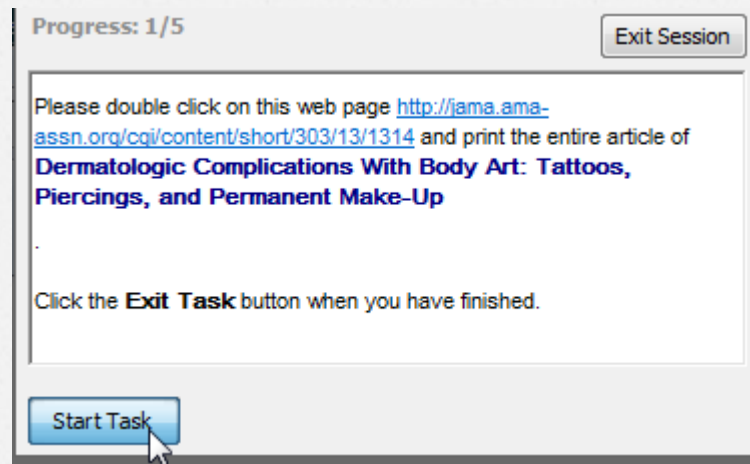 Progress: 1/5
Exit Session
Please double click on this web page http://jama.ama-
assn.org/cgi/content/short/303/13/1314 and print the entire article of
Dermatologic Complications With Body Art: Tattoos,
Piercings, and Permanent Make-Up
.
Click the Exit Task button when you have finished.
Start Task